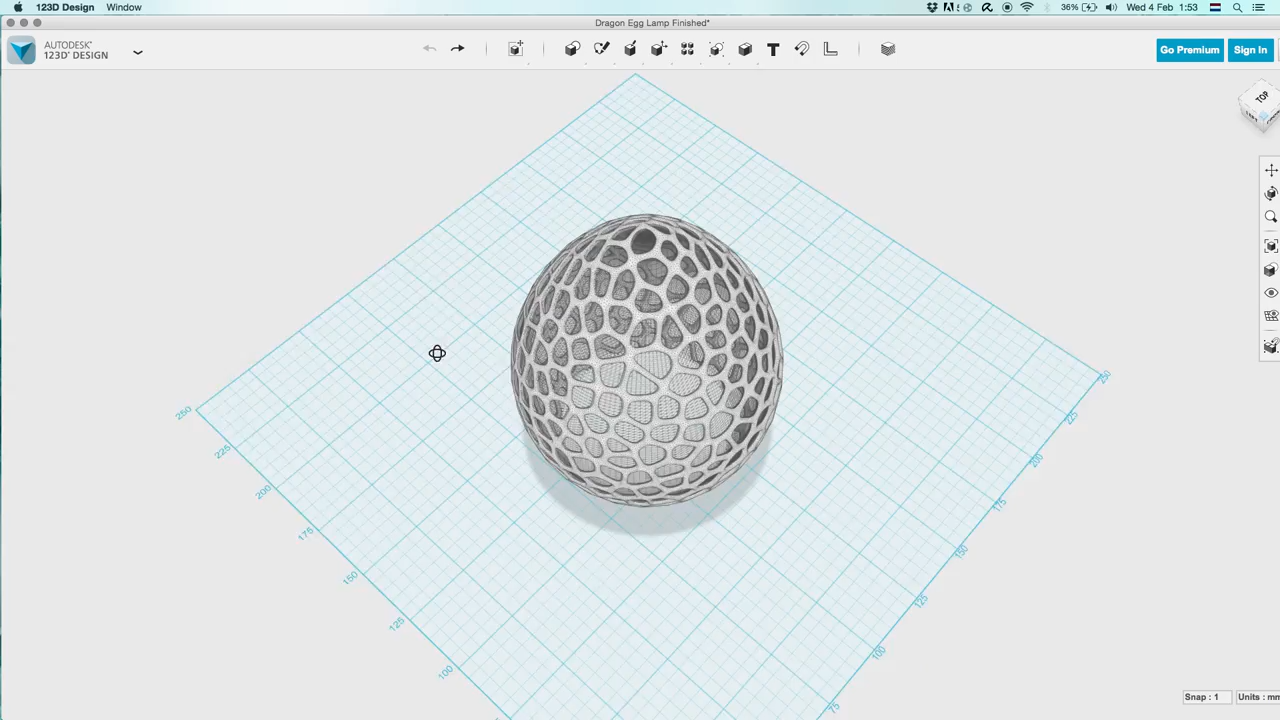 123D Design Window 36% Wed 4 Feb 1:53
Dragon Egg Lamp Finished*
AUTODESK®
123D® DESIGN
T
Go Premium
Sign In
TOP
250
225
200
175
150
125
100
250
225
200
175
150
125
100
75
Snap : 1
Units : mm